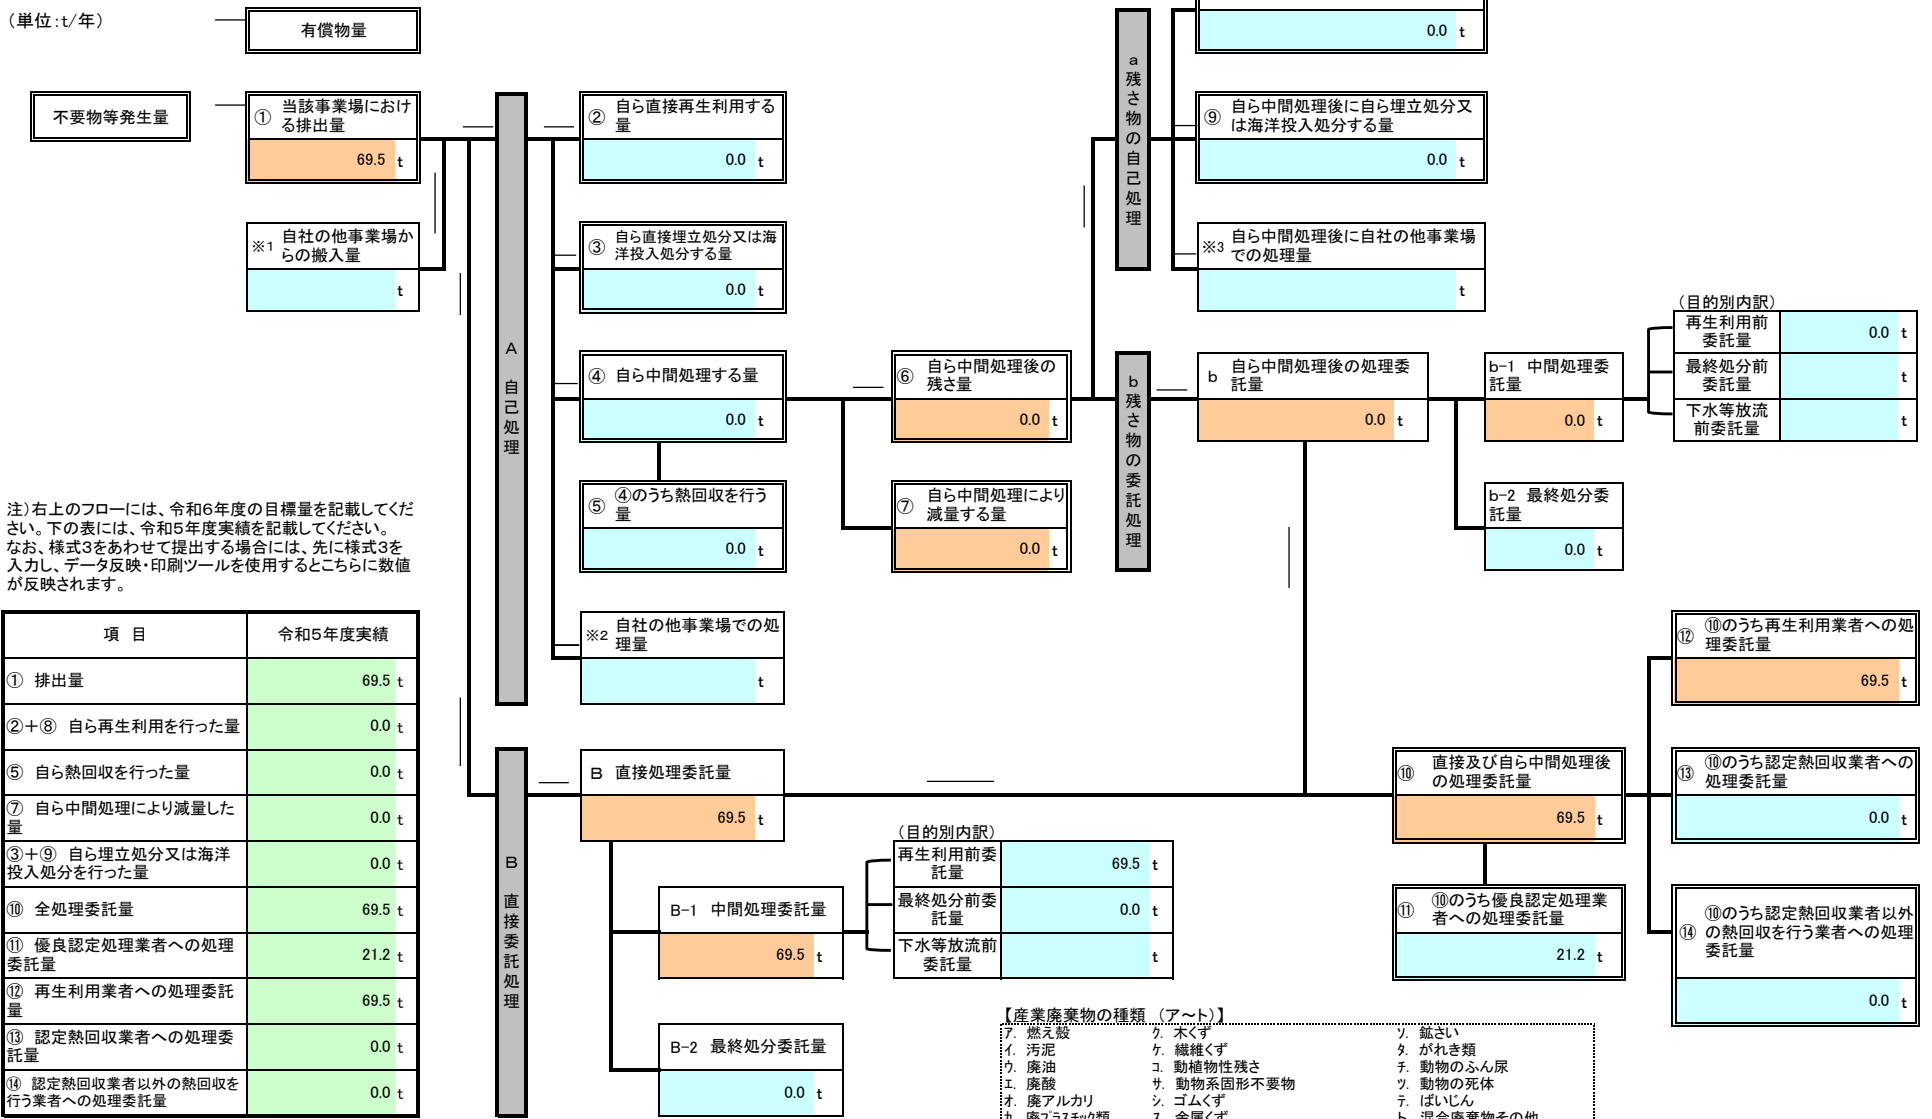 （単位：t/年）
有償物量
不要物等発生量
① 当該事業場におけ
る排出量
69.5 t
※1 自社の他事業場か
らの搬入量
t
A 自己処理
② 自ら直接再生利用する
量
0.0 t
③ 自ら直接埋立処分又は海
洋投入処分する量
0.0 t
④ 自ら中間処理する量
0.0 t
⑤ ④のうち熱回収を行う
量
0.0 t
※2 自社の他事業場での処
理量
t
⑥ 自ら中間処理後の
残さ量
0.0 t
⑦ 自ら中間処理により
減量する量
0.0 t
a 残さ物の自己処理
0.0 t
⑨ 自ら中間処理後に自ら埋立処分又
は海洋投入処分する量
0.0 t
※3 自ら中間処理後に自社の他事業場
での処理量
t
b 残さ物の委託処理
b 自ら中間処理後の処理委
託量
0.0 t
b-1 中間処理委
託量
0.0 t
b-2 最終処分委
託量
0.0 t
（目的別内訳）
再生利用前
委託量
0.0 t
最終処分前
委託量
t
下水等放流
前委託量
t
注）右上のフローには、令和６年度の目標量を記載してくだ
さい。下の表には、令和５年度実績を記載してください。
なお、様式３をあわせて提出する場合には、先に様式３を
入力し、データ反映・印刷ツールを使用するとこちらに数値
が反映されます。
項 目 令和５年度実績
① 排出量 69.5 t
②＋⑧ 自ら再生利用を行った量 0.0 t
⑤ 自ら熱回収を行った量 0.0 t
⑦ 自ら中間処理により減量した
量 0.0 t
③＋⑨ 自ら埋立処分又は海洋
投入処分を行った量 0.0 t
⑩ 全処理委託量 69.5 t
⑪ 優良認定処理業者への処理
委託量 21.2 t
⑫ 再生利用業者への処理委託
量 69.5 t
⑬ 認定熱回収業者への処理委
託量 0.0 t
⑭ 認定熱回収業者以外の熱回収を
行う業者への処理委託量 0.0 t
B 直接委託処理
B 直接処理委託量
69.5 t
B-1 中間処理委託量
69.5 t
B-2 最終処分委託量
0.0 t
（目的別内訳）
再生利用前委
託量
69.5 t
最終処分前委
託量
0.0 t
下水等放流前
委託量
t
⑩ 直接及び自ら中間処理後
の処理委託量
69.5 t
⑪ ⑩のうち優良認定処理業
者への処理委託量
21.2 t
⑫ ⑩のうち再生利用業者への処
理委託量
69.5 t
⑬ ⑩のうち認定熱回収業者への
処理委託量
0.0 t
⑭ ⑩のうち認定熱回収業者以外
の熱回収を行う業者への処理
委託量
0.0 t
【産業廃棄物の種類 （ア～ト）】
ア. 燃え殻 ク. 木くず ソ. 鉱さい
イ. 汚泥 ケ. 繊維くず タ. がれき類
ウ. 廃油 コ. 動植物性残さ チ. 動物のふん尿
エ. 廃酸 サ. 動物系固形不要物 ツ. 動物の死体
オ. 廃アルカリ シ. ゴムくず テ. ばいじん
カ. 廃プラスチック類 ス. 金属くず ト. 混合廃棄物その他